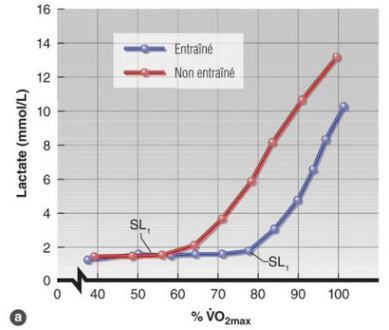 16
14
12
10
8
6
4
2
0
Lactate (mmol/L)
Entraîné
Non entraîné
SL₁
SL₁
0 40 50 60 70 80 90 100
% V̇O₂max
a